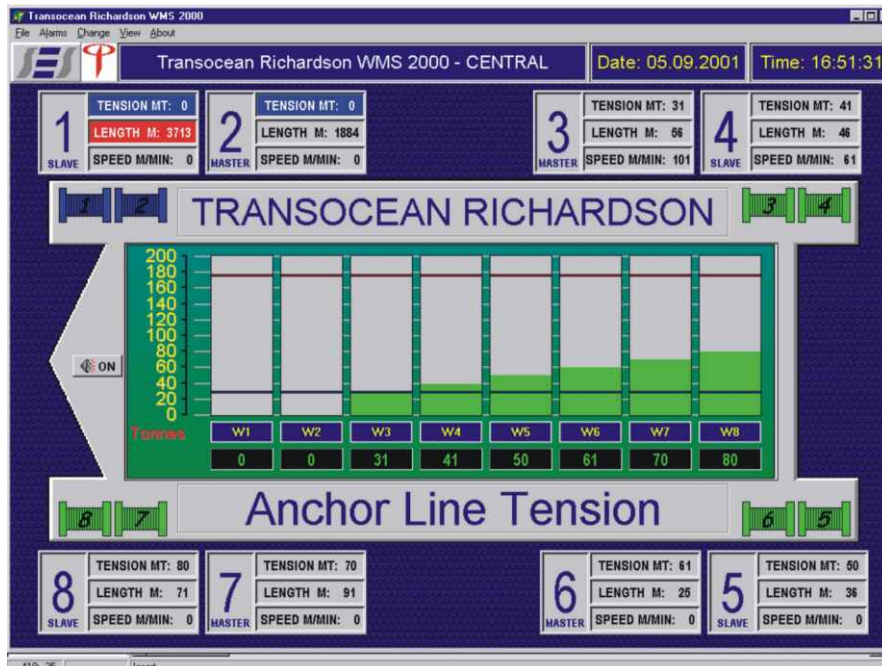 Transocean Richardson WMS 2000
File Alarms Change View About
SES Transocean Richardson WMS 2000 - CENTRAL Date: 05.09.2001 Time: 16:51:31
1 SLAVE
TENSION MT: 0
LENGTH M: 3713
SPEED M/MIN: 0
2 MASTER
TENSION MT: 0
LENGTH M: 1884
SPEED M/MIN: 0
3 MASTER
TENSION MT: 31
LENGTH M: 56
SPEED M/MIN: 101
4 SLAVE
TENSION MT: 41
LENGTH M: 46
SPEED M/MIN: 61
1 2 TRANSOCEAN RICHARDSON 3 4
200
180
160
140
120
100
80
60
40
20
0
Tonnes
ON
W1 W2 W3 W4 W5 W6 W7 W8
0 0 31 41 50 61 70 80
8 7 Anchor Line Tension 6 5
8 SLAVE
TENSION MT: 80
LENGTH M: 71
SPEED M/MIN: 0
7 MASTER
TENSION MT: 70
LENGTH M: 91
SPEED M/MIN: 0
6 MASTER
TENSION MT: 61
LENGTH M: 25
SPEED M/MIN: 0
5 SLAVE
TENSION MT: 50
LENGTH M: 36
SPEED M/MIN: 0